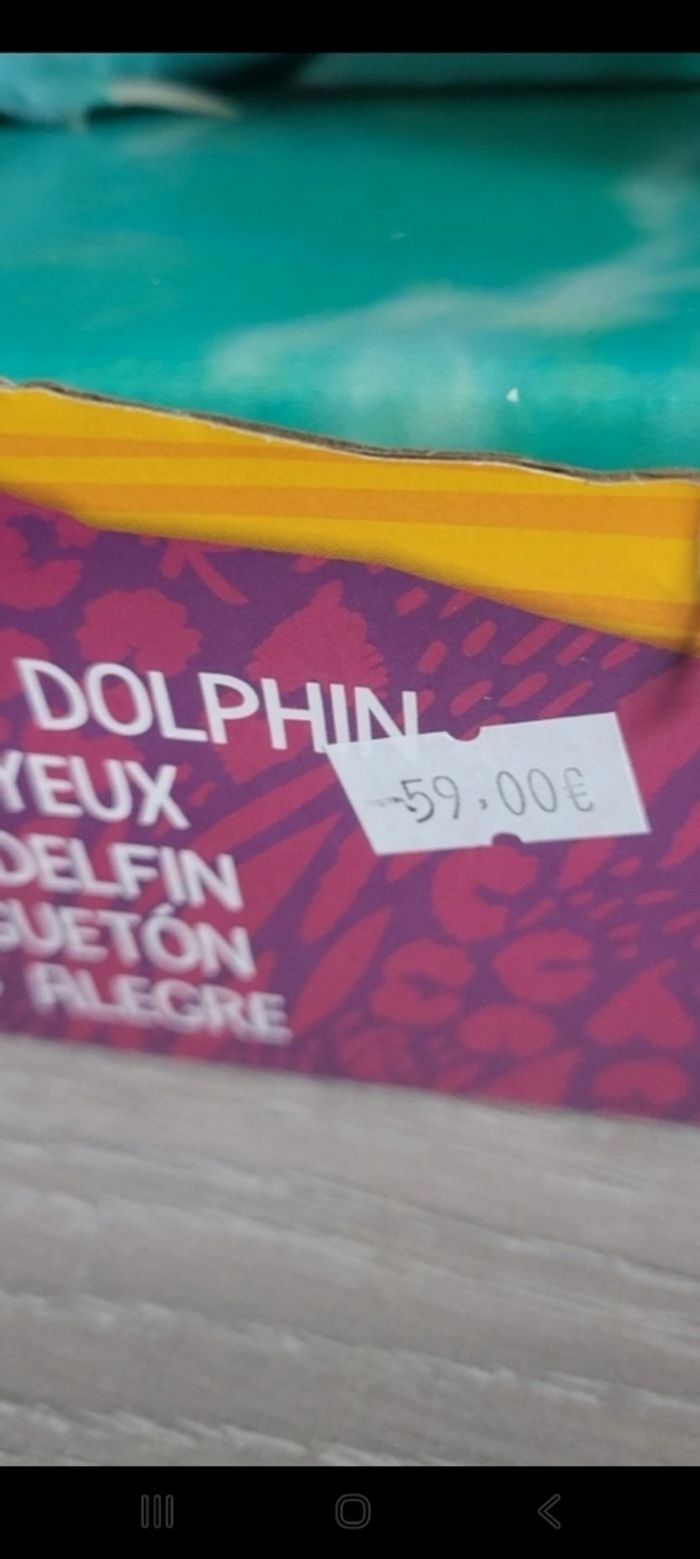 DOLPHIN
59,00€
YEUX
DELFIN
GUETÓN
ALEGRE